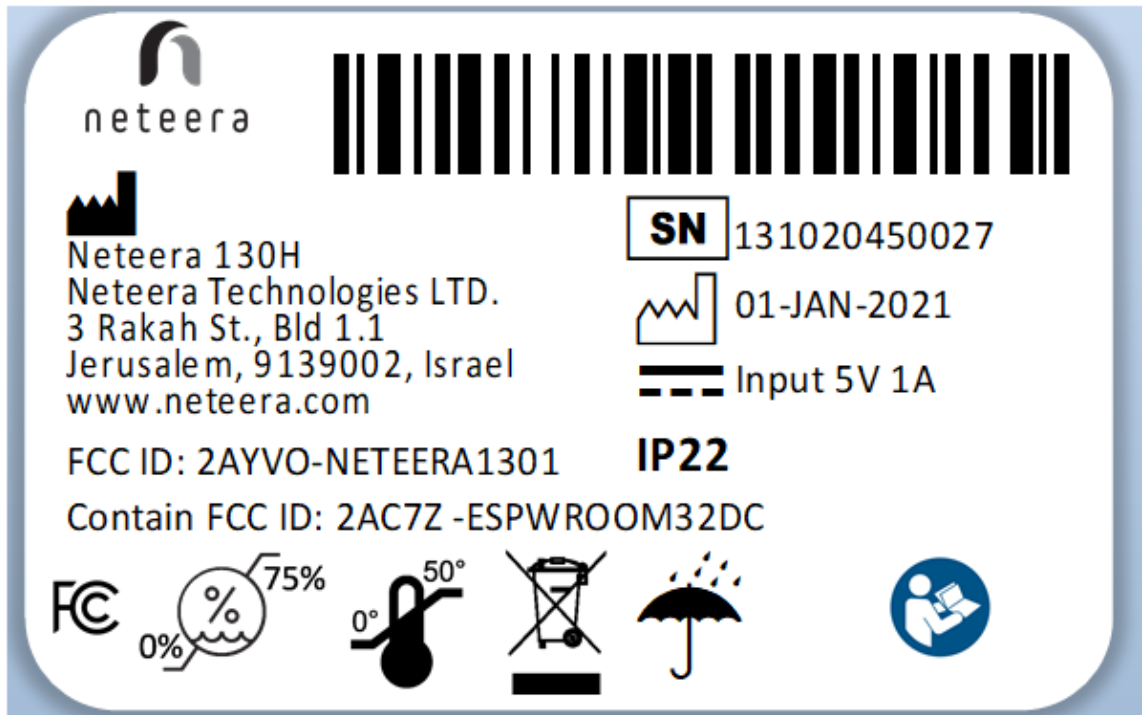 neteera
Neteera 130H
Neteera Technologies LTD.
3 Rakah St., Bld 1.1
Jerusalem, 9139002, Israel
www.neteera.com
SN 131020450027
01-JAN-2021
Input 5V 1A
IP22
FCC ID: 2AYVO-NETEERA1301
Contain FCC ID: 2AC7Z -ESPWROOM32DC
FC
0% % 75%
0° 50°